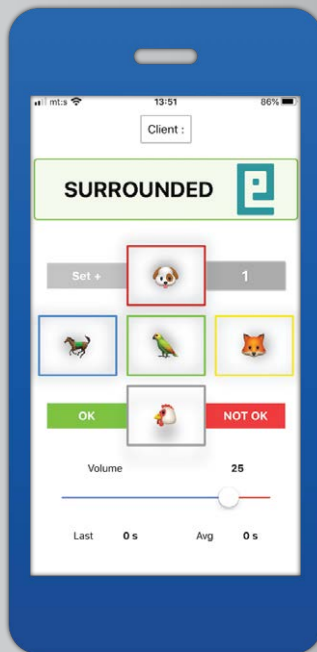 mt:s 13:51 86%
Client :
SURROUNDED
Set + 1
OK NOT OK
Volume 25
Last 0 s Avg 0 s